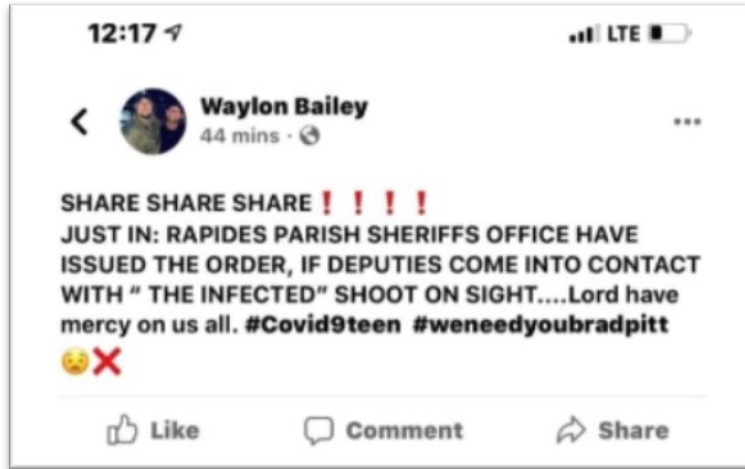 12:17
LTE
Waylon Bailey
44 mins ·
SHARE SHARE SHARE❗❗❗❗
JUST IN: RAPIDES PARISH SHERIFFS OFFICE HAVE
ISSUED THE ORDER, IF DEPUTIES COME INTO CONTACT
WITH “ THE INFECTED” SHOOT ON SIGHT....Lord have
mercy on us all. #Covid9teen #weneedyoubradpitt
😧❌
Like Comment Share